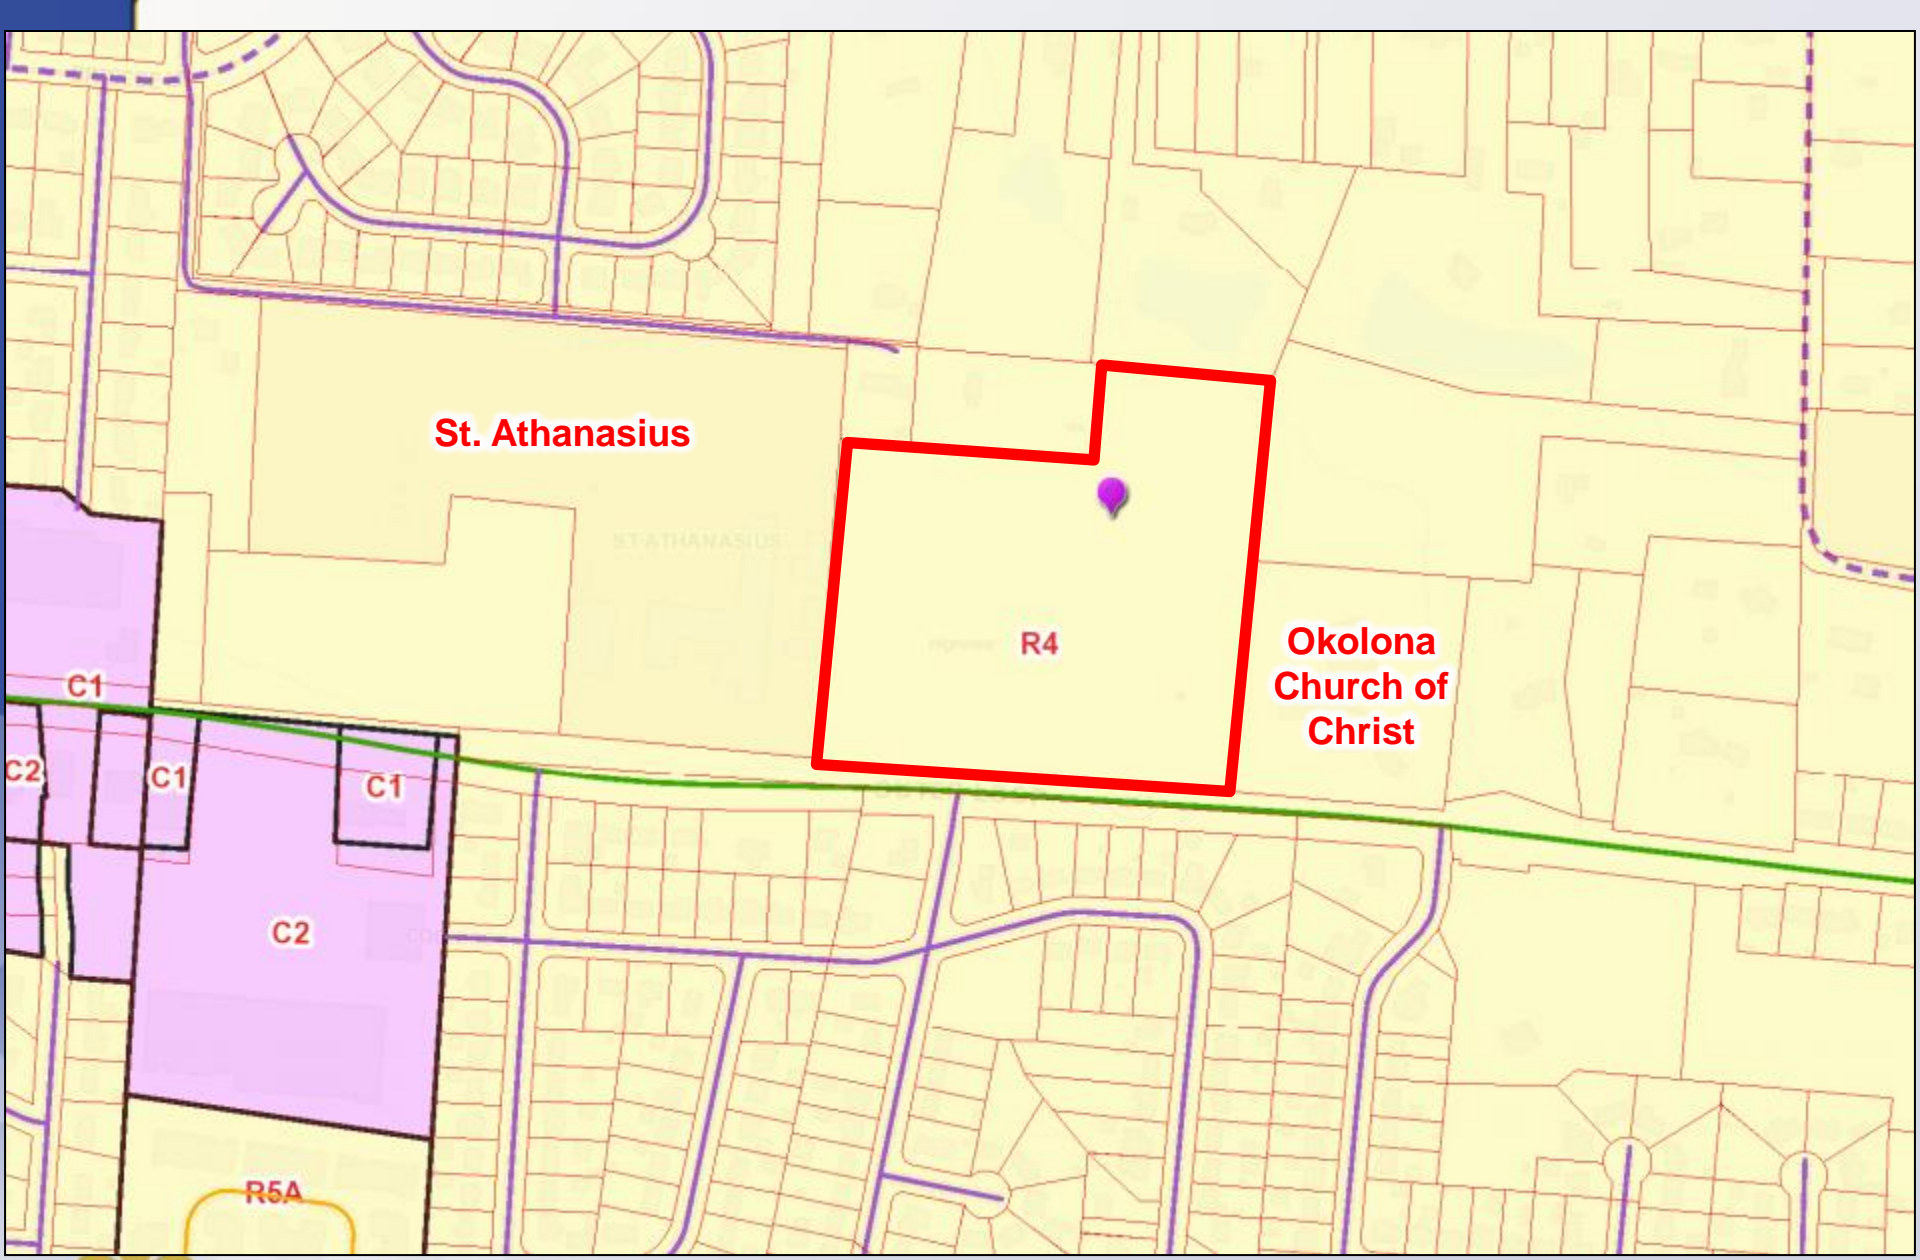 St. Athanasius
ST ATHANASIUS
R4
Okolona
Church of
Christ
C1
C2
C1
C1
C2
R5A